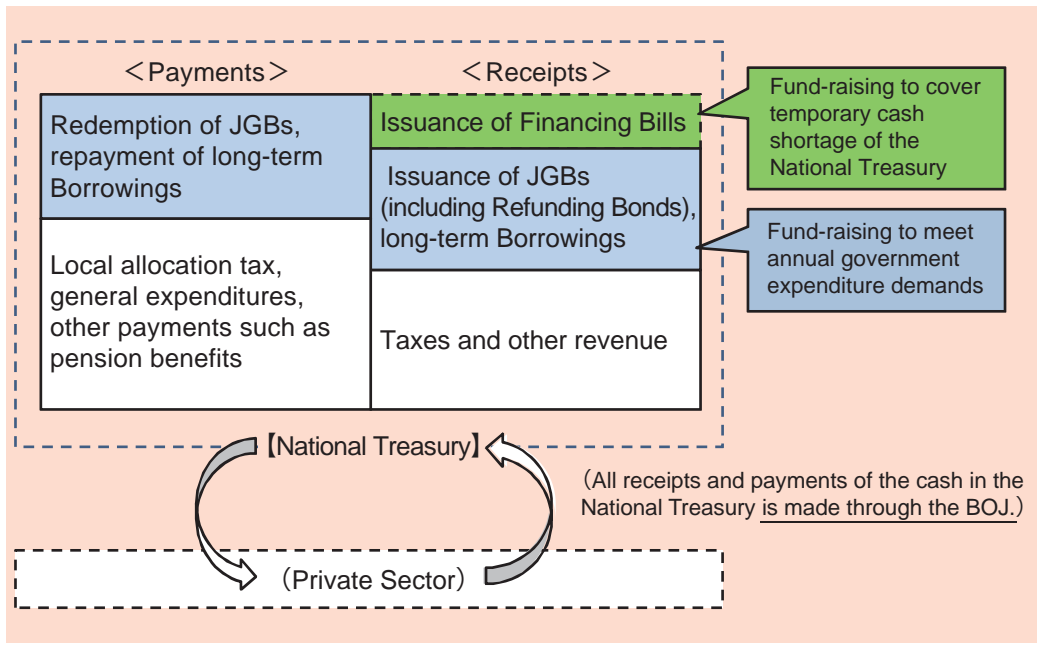 ＜Payments＞
＜Receipts＞
Redemption of JGBs,
repayment of long-term
Borrowings
Local allocation tax,
general expenditures,
other payments such as
pension benefits
Issuance of Financing Bills
Issuance of JGBs
(including Refunding Bonds),
long-term Borrowings
Taxes and other revenue
Fund-raising to cover
temporary cash
shortage of the
National Treasury
Fund-raising to meet
annual government
expenditure demands
【National Treasury】
（All receipts and payments of the cash in the
National Treasury is made through the BOJ.）
（Private Sector）